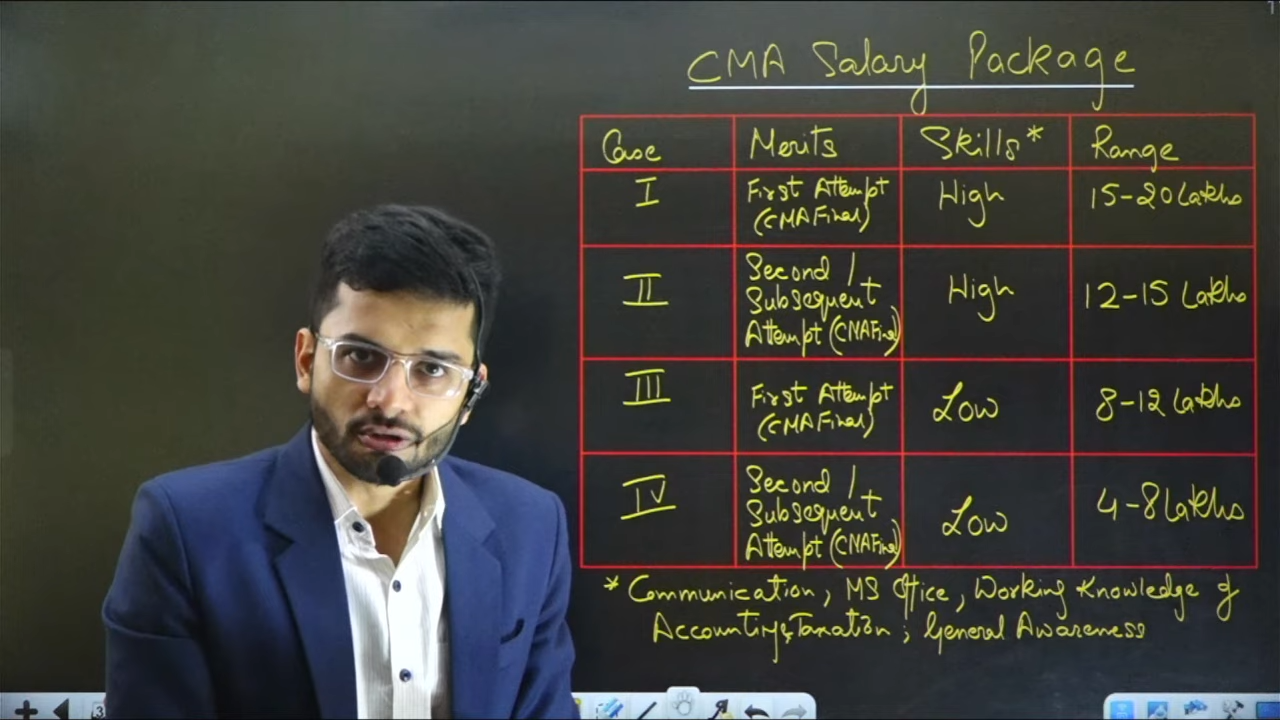 CMA Salary Package
Case Merits Skills* Range
I First Attempt High 15-20 Lakhs
(CMA Final)
Second /
II Subsequent High 12-15 Lakhs
Attempt (CMA Final)
III First Attempt Low 8-12 Lakhs
(CMA Final)
Second /
IV Subsequent Low 4-8 Lakhs
Attempt (CMA Final)
* Communication, MS Office, Working Knowledge of
Accounting & Taxation, General Awareness